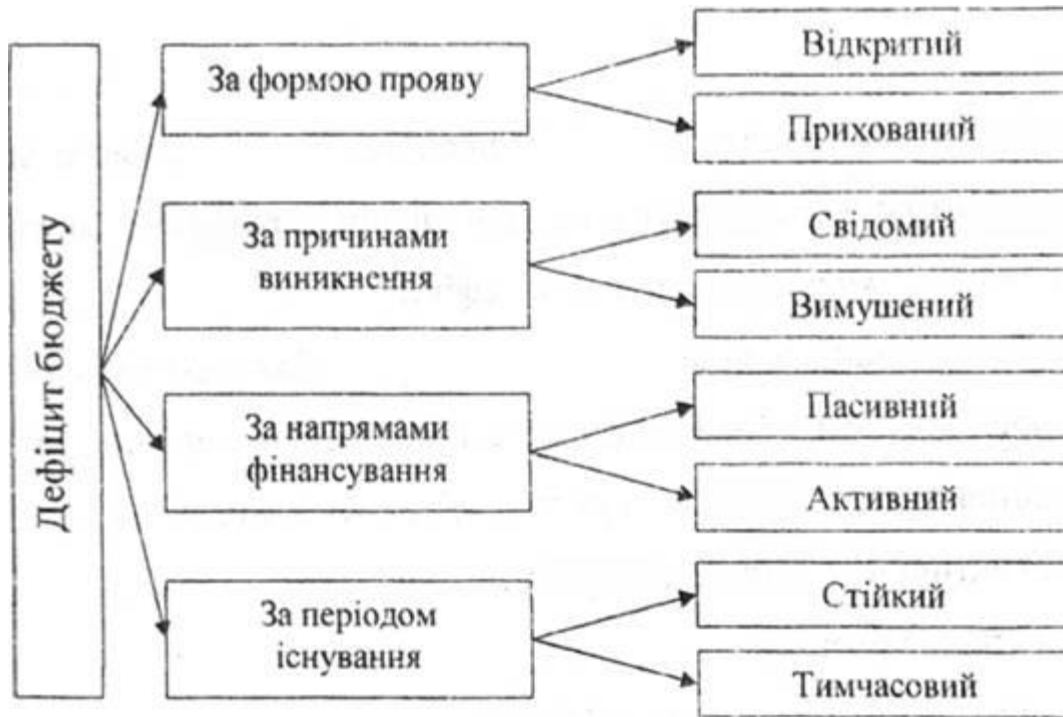 Дефіцит бюджету
За формою прояву
Відкритий
Прихований
За причинами
виникнення
Свідомий
Вимушений
За напрямами
фінансування
Пасивний
Активний
За періодом
існування
Стійкий
Тимчасовий